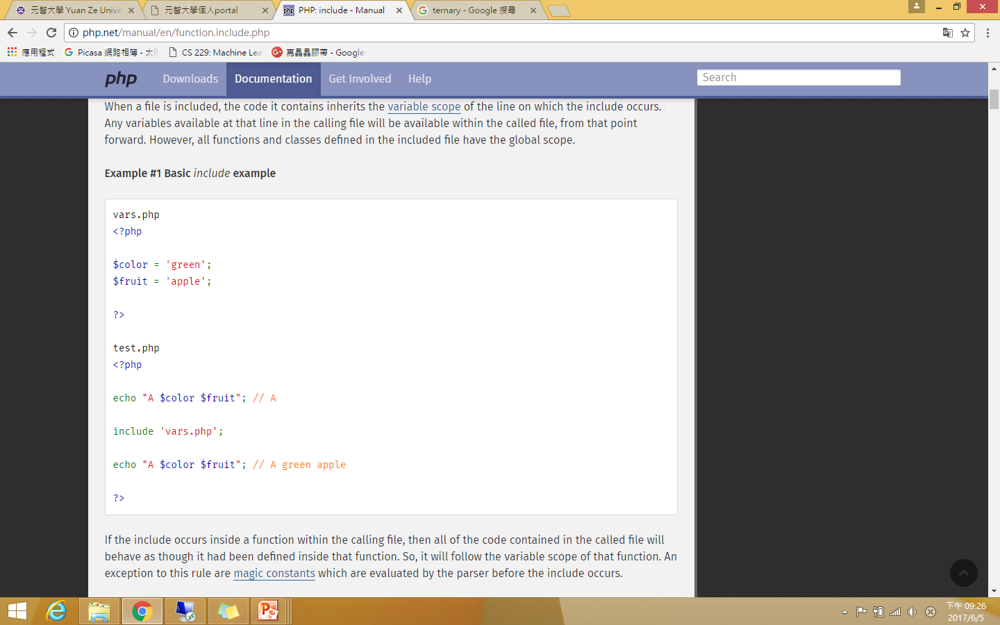 元智大學 Yuan Ze Unive
元智大學個人portal
PHP: include - Manual
ternary - Google 搜尋
php.net/manual/en/function.include.php
應用程式
Picasa 網路相簿 - 太
CS 229: Machine Lea
亮晶晶膠帶 - Google
php
Downloads
Documentation
Get Involved
Help
Search
When a file is included, the code it contains inherits the variable scope of the line on which the include occurs.
Any variables available at that line in the calling file will be available within the called file, from that point
forward. However, all functions and classes defined in the included file have the global scope.
Example #1 Basic include example
vars.php
<?php
$color = 'green';
$fruit = 'apple';
?>
test.php
<?php
echo "A $color $fruit"; // A
include 'vars.php';
echo "A $color $fruit"; // A green apple
?>
If the include occurs inside a function within the calling file, then all of the code contained in the called file will
behave as though it had been defined inside that function. So, it will follow the variable scope of that function. An
exception to this rule are magic constants which are evaluated by the parser before the include occurs.
下午 09:26
2017/6/5